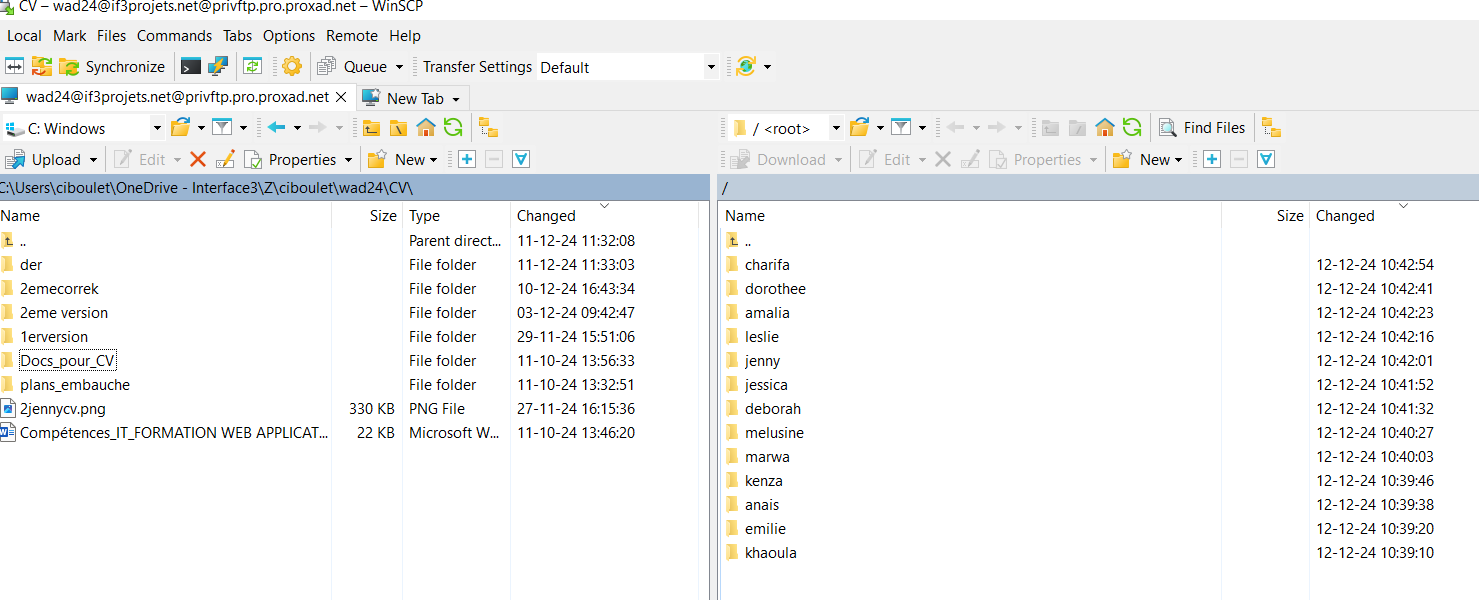 CV – wad24@if3projets.net@privftp.pro.proxad.net – WinSCP
Local Mark Files Commands Tabs Options Remote Help
Synchronize Queue Transfer Settings Default
wad24@if3projets.net@privftp.pro.proxad.net New Tab
C: Windows / <root> Find Files
Upload Edit Properties New Download Edit Properties New
C:\Users\ciboulet\OneDrive - Interface3\Z\ciboulet\wad24\CV\ /
Name Size Type Changed Name Size Changed
.. Parent direct... 11-12-24 11:32:08 ..
der File folder 11-12-24 11:33:03 charifa 12-12-24 10:42:54
2emecorrek File folder 10-12-24 16:43:34 dorothee 12-12-24 10:42:41
2eme version File folder 03-12-24 09:42:47 amalia 12-12-24 10:42:23
1erversion File folder 29-11-24 15:51:06 leslie 12-12-24 10:42:16
Docs_pour_CV File folder 11-10-24 13:56:33 jenny 12-12-24 10:42:01
plans_embauche File folder 11-10-24 13:32:51 jessica 12-12-24 10:41:52
2jennycv.png 330 KB PNG File 27-11-24 16:15:36 deborah 12-12-24 10:41:32
Compétences_IT_FORMATION WEB APPLICAT... 22 KB Microsoft W... 11-10-24 13:46:20 melusine 12-12-24 10:40:27
marwa 12-12-24 10:40:03
kenza 12-12-24 10:39:46
anais 12-12-24 10:39:38
emilie 12-12-24 10:39:20
khaoula 12-12-24 10:39:10